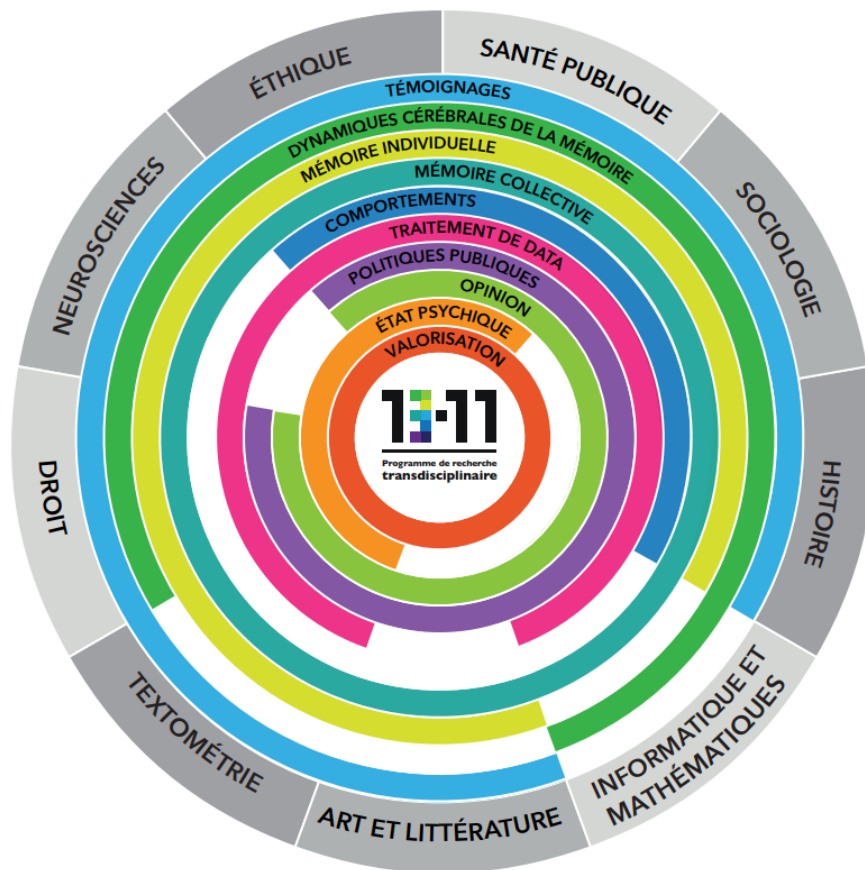 ÉTHIQUE
SANTÉ PUBLIQUE
SOCIOLOGIE
HISTOIRE
INFORMATIQUE ET
MATHÉMATIQUES
ART ET LITTÉRATURE
TEXTOMÉTRIE
DROIT
NEUROSCIENCES
TÉMOIGNAGES
DYNAMIQUES CÉRÉBRALES DE LA MÉMOIRE
MÉMOIRE INDIVIDUELLE
MÉMOIRE COLLECTIVE
COMPORTEMENTS
TRAITEMENT DE DATA
POLITIQUES PUBLIQUES
OPINION
ÉTAT PSYCHIQUE
VALORISATION
13·11
Programme de recherche
transdisciplinaire